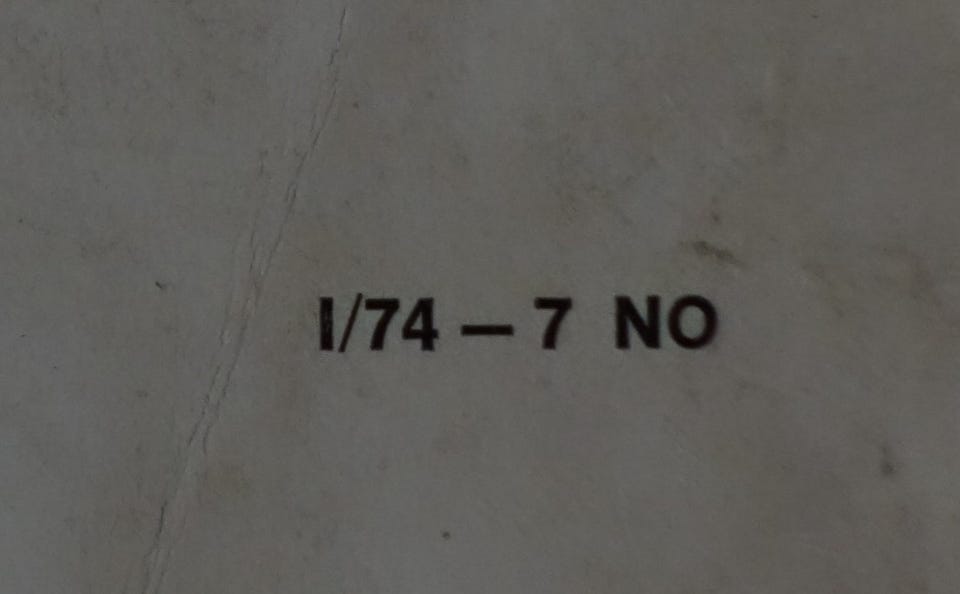 I/74 — 7 NO